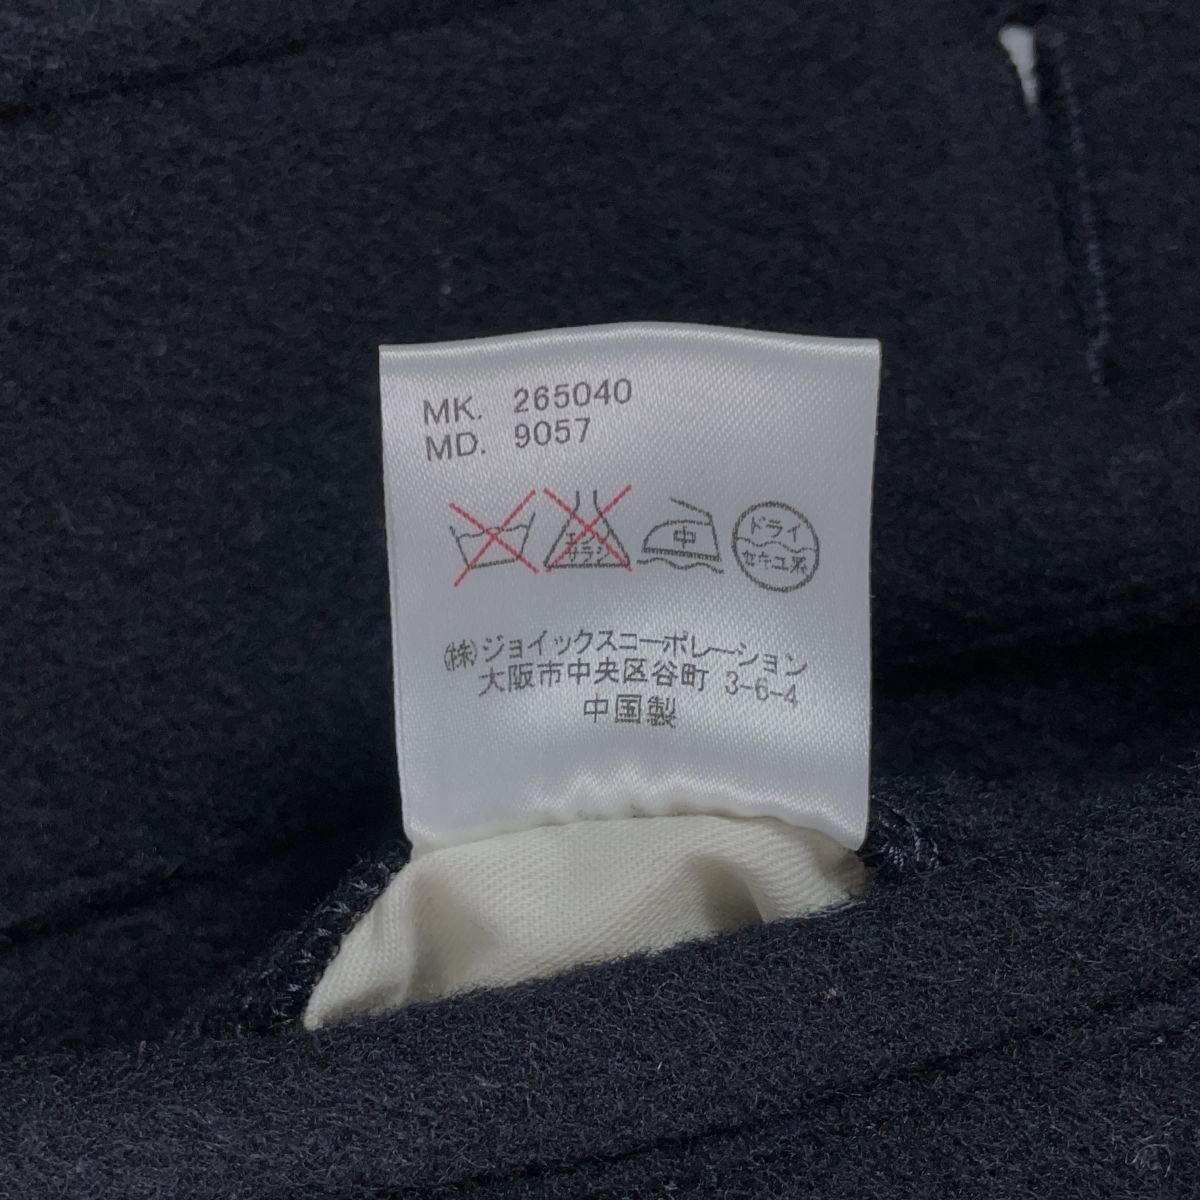 MK. 265040
MD. 9057
エンソ
サラシ
中
ドライ
セキユ系
(株)ジョイックスコーポレーション
大阪市中央区谷町 3-6-4
中国製